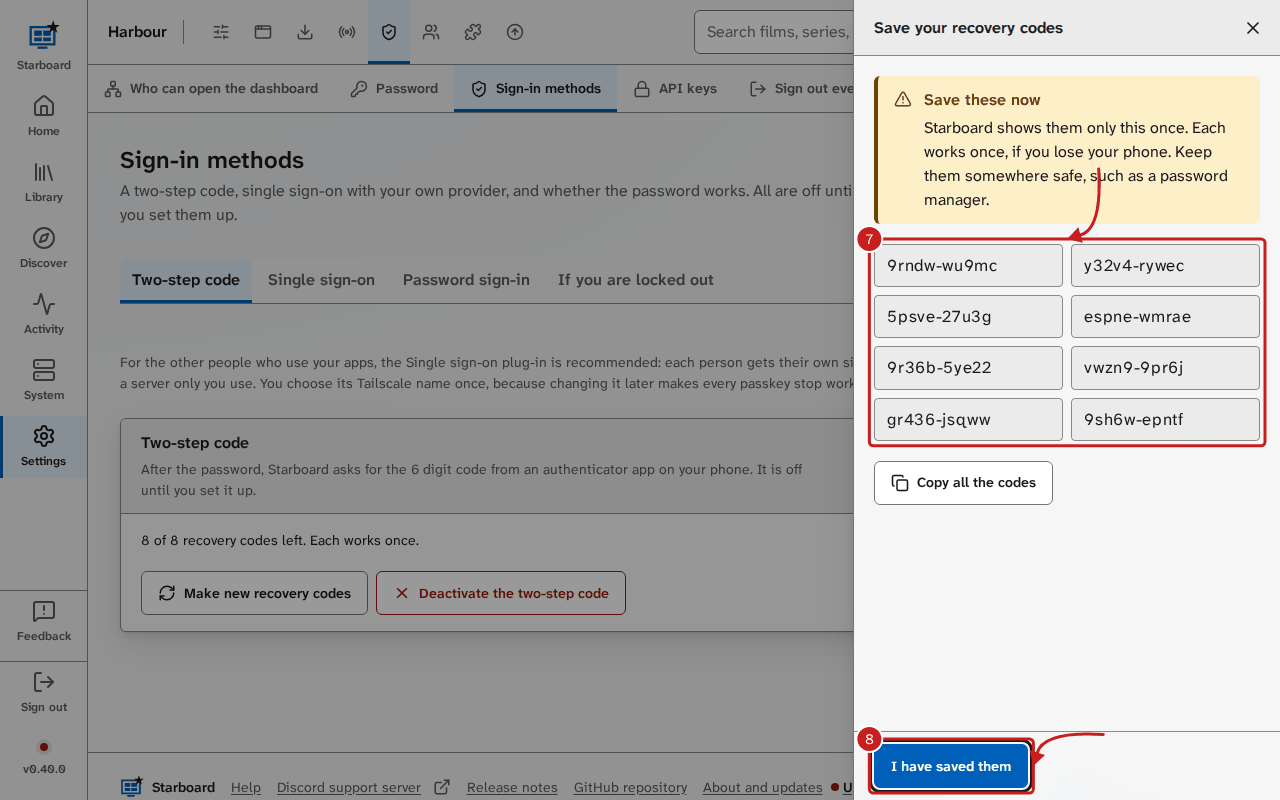 Starboard
Home
Library
Discover
Activity
System
Settings
Feedback
Sign out
v0.40.0
Harbour
Search films, series,
Who can open the dashboard
Password
Sign-in methods
API keys
Sign out eve
Sign-in methods
A two-step code, single sign-on with your own provider, and whether the password works. All are off until
you set them up.
Two-step code
Single sign-on
Password sign-in
If you are locked out
For the other people who use your apps, the Single sign-on plug-in is recommended: each person gets their own si
a server only you use. You choose its Tailscale name once, because changing it later makes every passkey stop work
Two-step code
After the password, Starboard asks for the 6 digit code from an authenticator app on your phone. It is off
until you set it up.
8 of 8 recovery codes left. Each works once.
Make new recovery codes
Deactivate the two-step code
Starboard
Help
Discord support server
Release notes
GitHub repository
About and updates
U
Save your recovery codes
Save these now
Starboard shows them only this once. Each
works once, if you lose your phone. Keep
them somewhere safe, such as a password
manager.
7
9rndw-wu9mc
y32v4-rywec
5psve-27u3g
espne-wmrae
9r36b-5ye22
vwzn9-9pr6j
gr436-jsqww
9sh6w-epntf
Copy all the codes
8
I have saved them